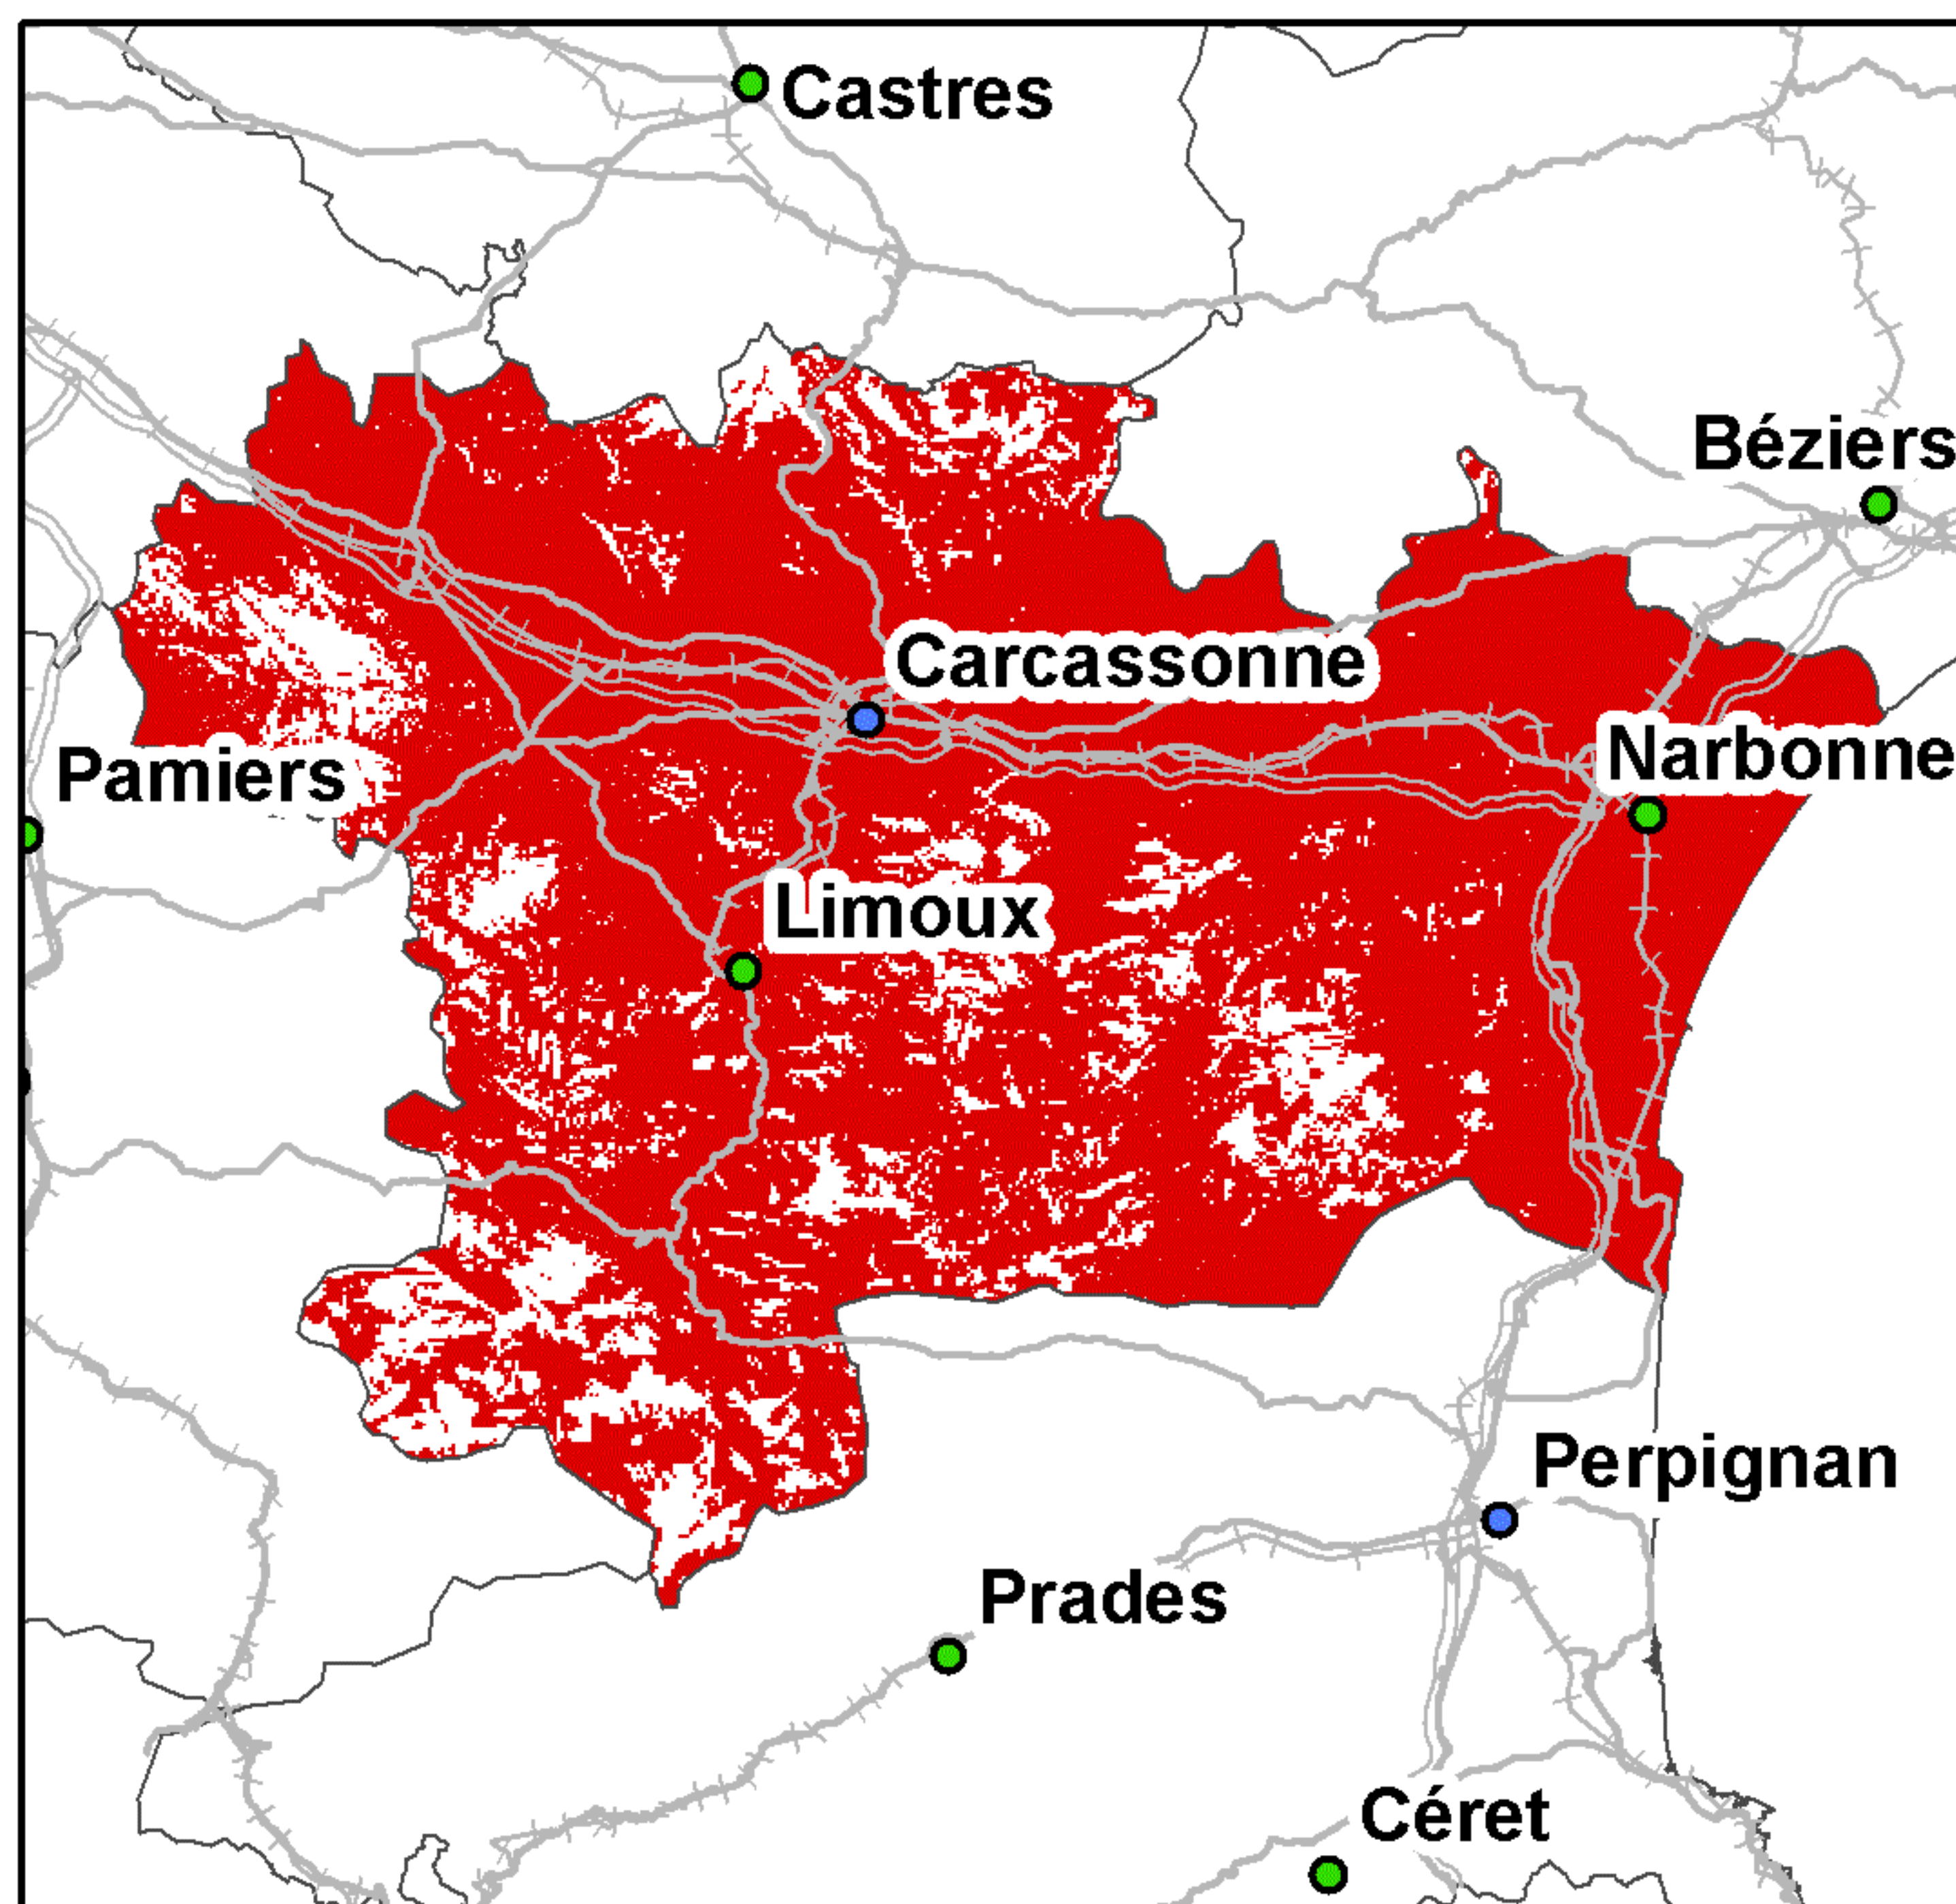 Castres
Béziers
Carcassonne
Narbonne
Pamiers
Limoux
Perpignan
Prades
Céret